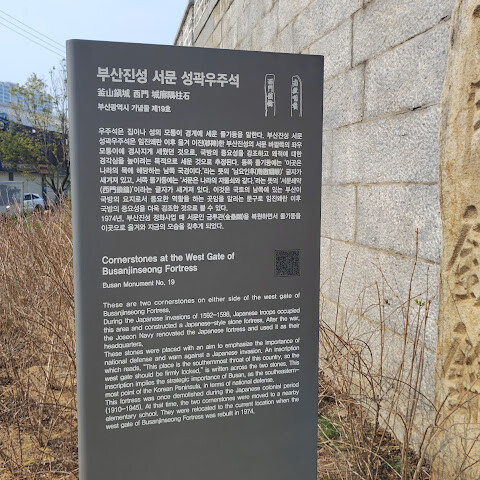 부산진성 서문 성곽우주석
釜山鎭城 西門 城廓隅柱石
부산광역시 기념물 제19호
우주석은 집이나 성의 모퉁이 경계에 세운 돌기둥을 말한다. 부산진성 서문
성곽우주석은 임진왜란 이후 옮겨 이전(移轉)한 부산진성의 서문 바깥쪽의 좌우
모퉁이에 경사지게 세웠던 것으로, 국방의 중요성을 강조하고 왜적에 대한
경각심을 높이려는 목적으로 세운 것으로 추정한다. 동쪽 돌기둥에는 '이곳은
나라의 목에 해당하는 남쪽 국경이다.'라는 뜻의 '남요인후(南徼咽喉)' 글자가
새겨져 있고, 서쪽 돌기둥에는 '서문은 나라의 자물쇠와 같다.'라는 뜻의 '서문쇄약
(西門鎖鑰)'이라는 글자가 새겨져 있다. 이것은 국토의 남쪽에 있는 부산이
국방의 요지로서 중요한 역할을 하는 곳임을 알리는 문구로 임진왜란 이후
국방의 중요성을 더욱 강조한 것으로 볼 수 있다.
1974년, 부산진성 정화사업 때 서문인 금루관(金壘關)을 복원하면서 돌기둥을
이곳으로 옮겨와 지금의 모습을 갖추게 되었다.
Cornerstones at the West Gate of
Busanjinseong Fortress
Busan Monument No. 19
These are two cornerstones on either side of the west gate of
Busanjinseong Fortress.
During the Japanese invasions of 1592–1598, Japanese troops occupied
this area and constructed a Japanese-style stone fortress. After the war,
the Joseon Navy renovated the Japanese fortress and used it as their
headquarters.
These stones were placed with an aim to emphasize the importance of
national defense and warn against a Japanese invasion. An inscription
which reads, "This place is the southernmost throat of this country, so the
west gate should be firmly locked," is written across the two stones. This
inscription implies the strategic importance of Busan, as the southeastern-
most point of the Korean Peninsula, in terms of national defense.
This fortress was once demolished during the Japanese colonial period
(1910–1945). At that time, the two cornerstones were moved to a nearby
elementary school. They were relocated to the current location when the
west gate of Busanjinseong Fortress was rebuilt in 1974.